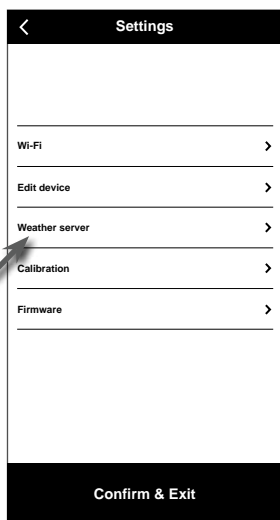 Settings
Wi-Fi
Edit device
Weather server
Calibration
Firmware
Confirm & Exit